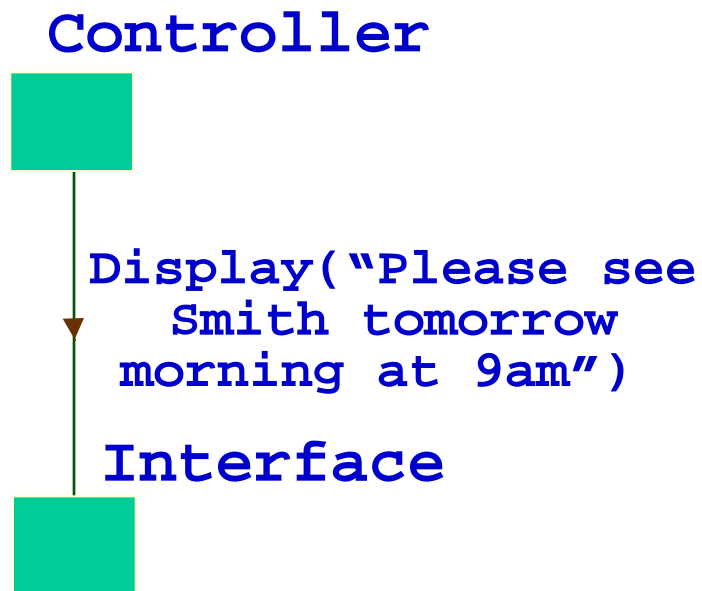 Controller
Display(“Please see
Smith tomorrow
morning at 9am”)
Interface